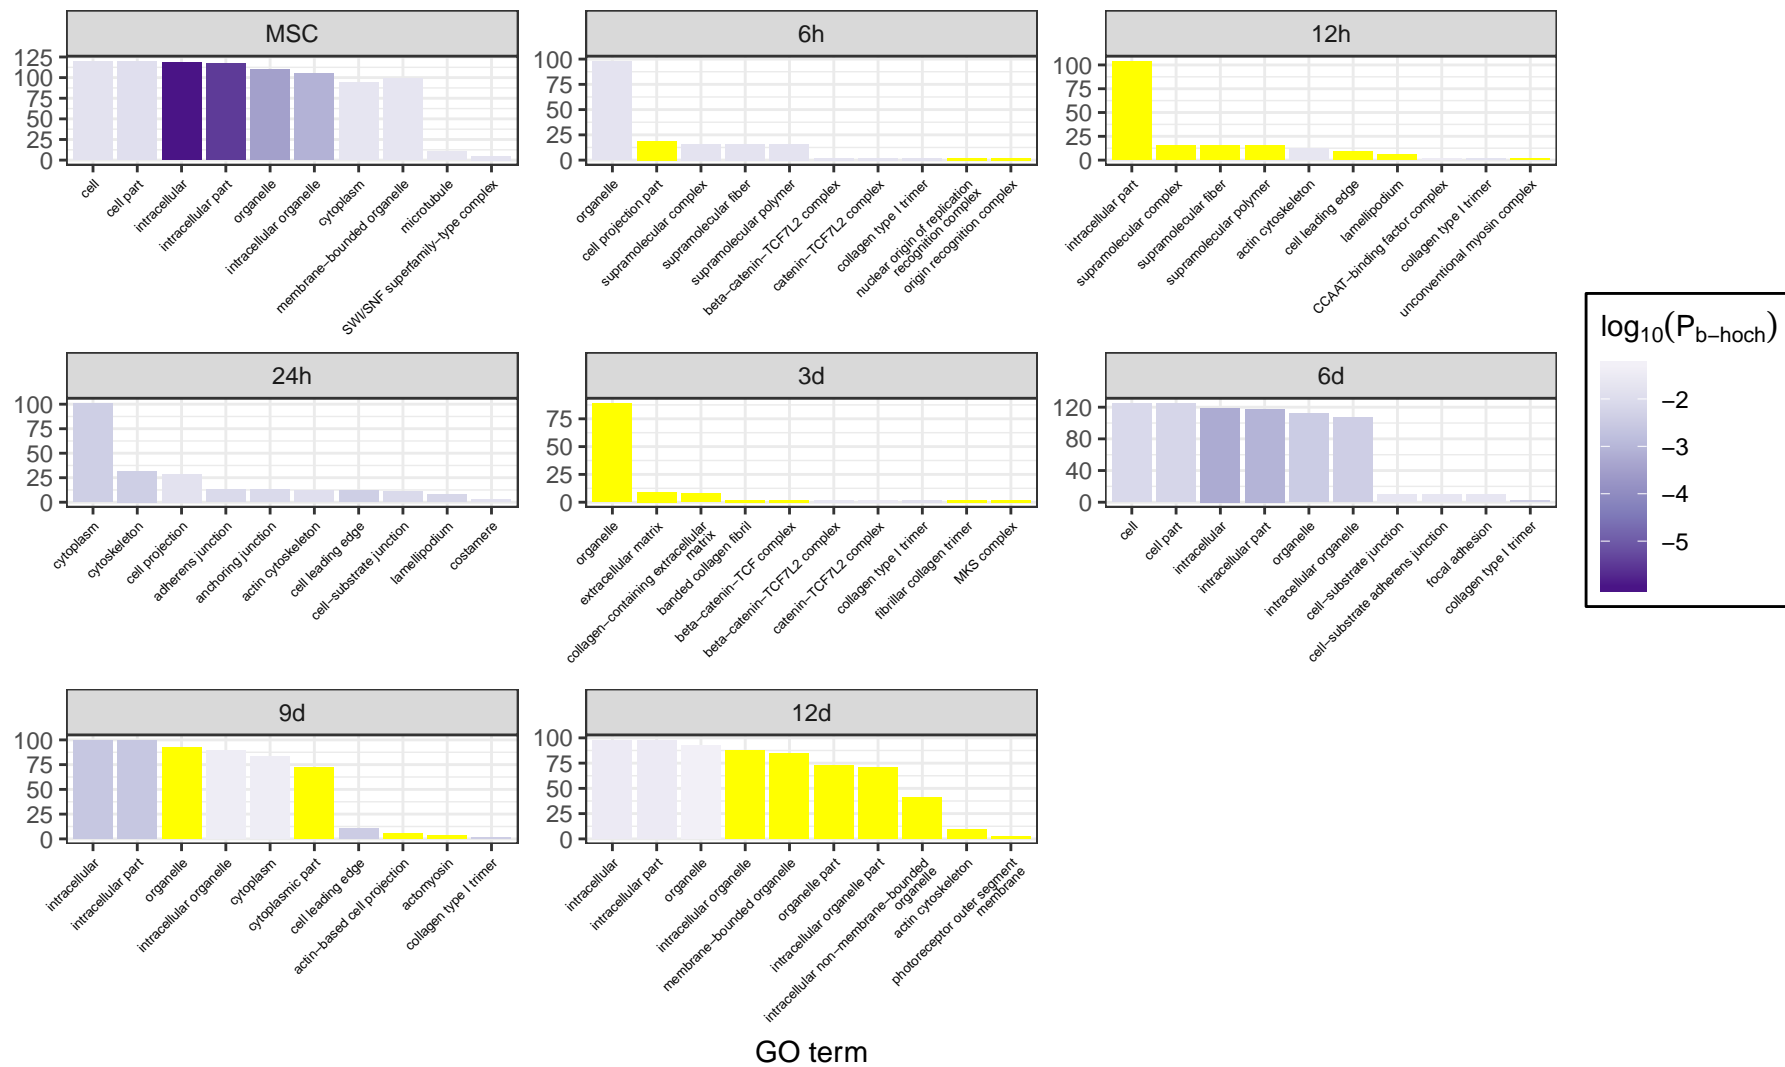 MSC
125
100
75
50
25
0
cell
cell part
intracellular
intracellular part
organelle
intracellular organelle
cytoplasm
membrane−bounded organelle
microtubule
SWI/SNF superfamily−type complex
6h
100
75
50
25
0
organelle
cell projection part
supramolecular complex
supramolecular fiber
supramolecular polymer
beta−catenin−TCF7L2 complex
catenin−TCF7L2 complex
collagen type I trimer
nuclear origin of replication
recognition complex
origin recognition complex
12h
100
75
50
25
0
intracellular part
supramolecular complex
supramolecular fiber
supramolecular polymer
actin cytoskeleton
cell leading edge
lamellipodium
CCAAT−binding factor complex
collagen type I trimer
unconventional myosin complex
24h
100
75
50
25
0
cytoplasm
cytoskeleton
cell projection
adherens junction
anchoring junction
actin cytoskeleton
cell leading edge
cell−substrate junction
lamellipodium
costamere
3d
75
50
25
0
organelle
extracellular matrix
collagen−containing extracellular
matrix
banded collagen fibril
beta−catenin−TCF complex
beta−catenin−TCF7L2 complex
catenin−TCF7L2 complex
collagen type I trimer
fibrillar collagen trimer
MKS complex
6d
120
80
40
0
cell
cell part
intracellular
intracellular part
organelle
intracellular organelle
cell−substrate junction
cell−substrate adherens junction
focal adhesion
collagen type I trimer
9d
100
75
50
25
0
intracellular
intracellular part
organelle
intracellular organelle
cytoplasm
cytoplasmic part
cell leading edge
actin−based cell projection
actomyosin
collagen type I trimer
12d
100
75
50
25
0
intracellular
intracellular part
organelle
intracellular organelle
membrane−bounded organelle
organelle part
intracellular organelle part
intracellular non−membrane−bounded
organelle
actin cytoskeleton
photoreceptor outer segment
membrane
GO term
log10(Pb−hoch)
−2
−3
−4
−5